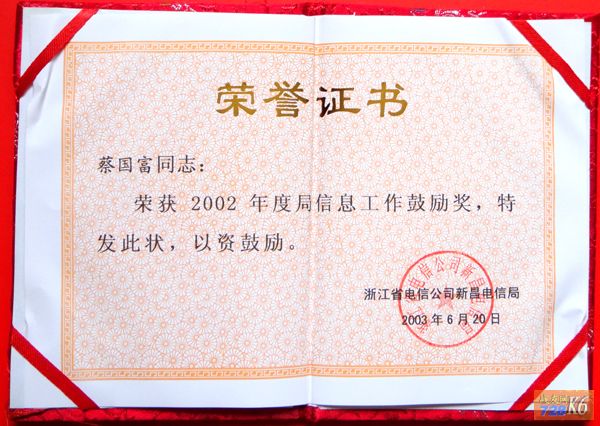 荣誉证书
蔡国富同志：
荣获 2002 年度局信息工作鼓励奖，特
发此状，以资鼓励。
浙江省电信公司新昌电信局
2003 年 6 月 20 日
728K6